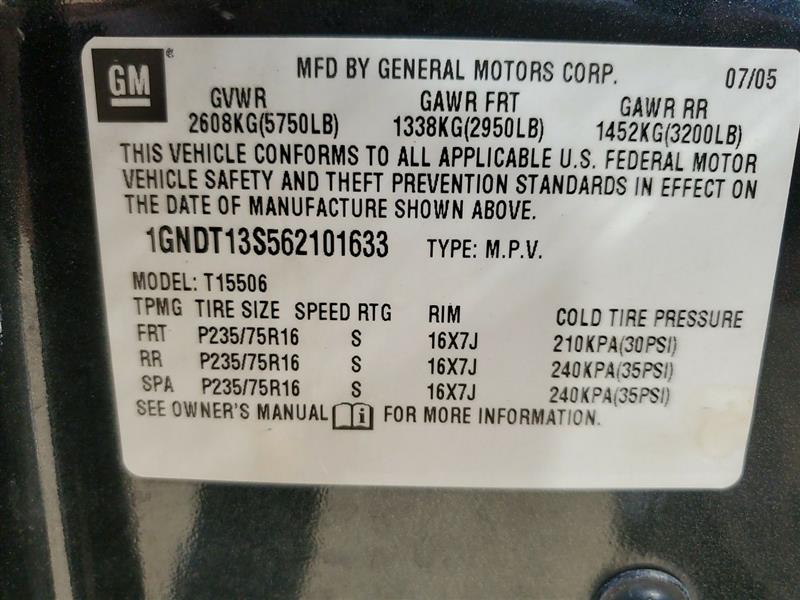 GM ® MFD BY GENERAL MOTORS CORP. 07/05
GVWR GAWR FRT GAWR RR
2608KG(5750LB) 1338KG(2950LB) 1452KG(3200LB)
THIS VEHICLE CONFORMS TO ALL APPLICABLE U.S. FEDERAL MOTOR
VEHICLE SAFETY AND THEFT PREVENTION STANDARDS IN EFFECT ON
THE DATE OF MANUFACTURE SHOWN ABOVE.
1GNDT13S562101633 TYPE: M.P.V.
MODEL: T15506
TPMG TIRE SIZE SPEED RTG RIM COLD TIRE PRESSURE
FRT P235/75R16 S 16X7J 210KPA(30PSI)
RR P235/75R16 S 16X7J 240KPA(35PSI)
SPA P235/75R16 S 16X7J 240KPA(35PSI)
SEE OWNER'S MANUAL i FOR MORE INFORMATION.